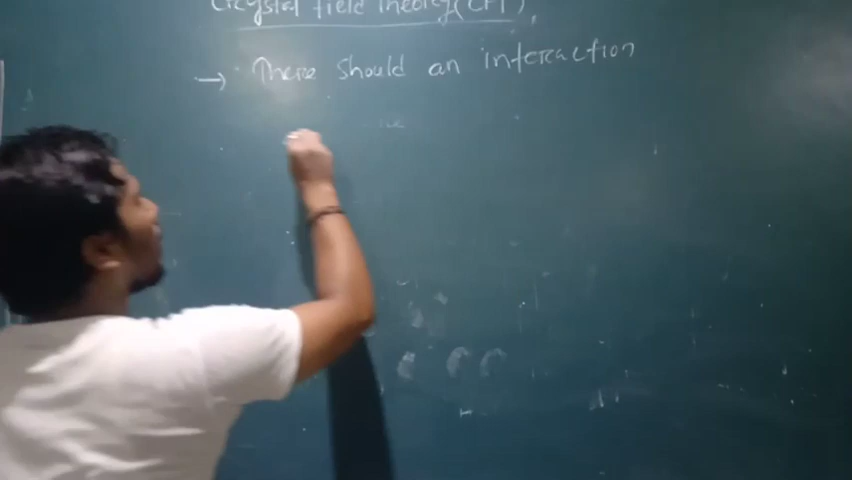 Crystal field Theory (CFT)
→ There should an interaction